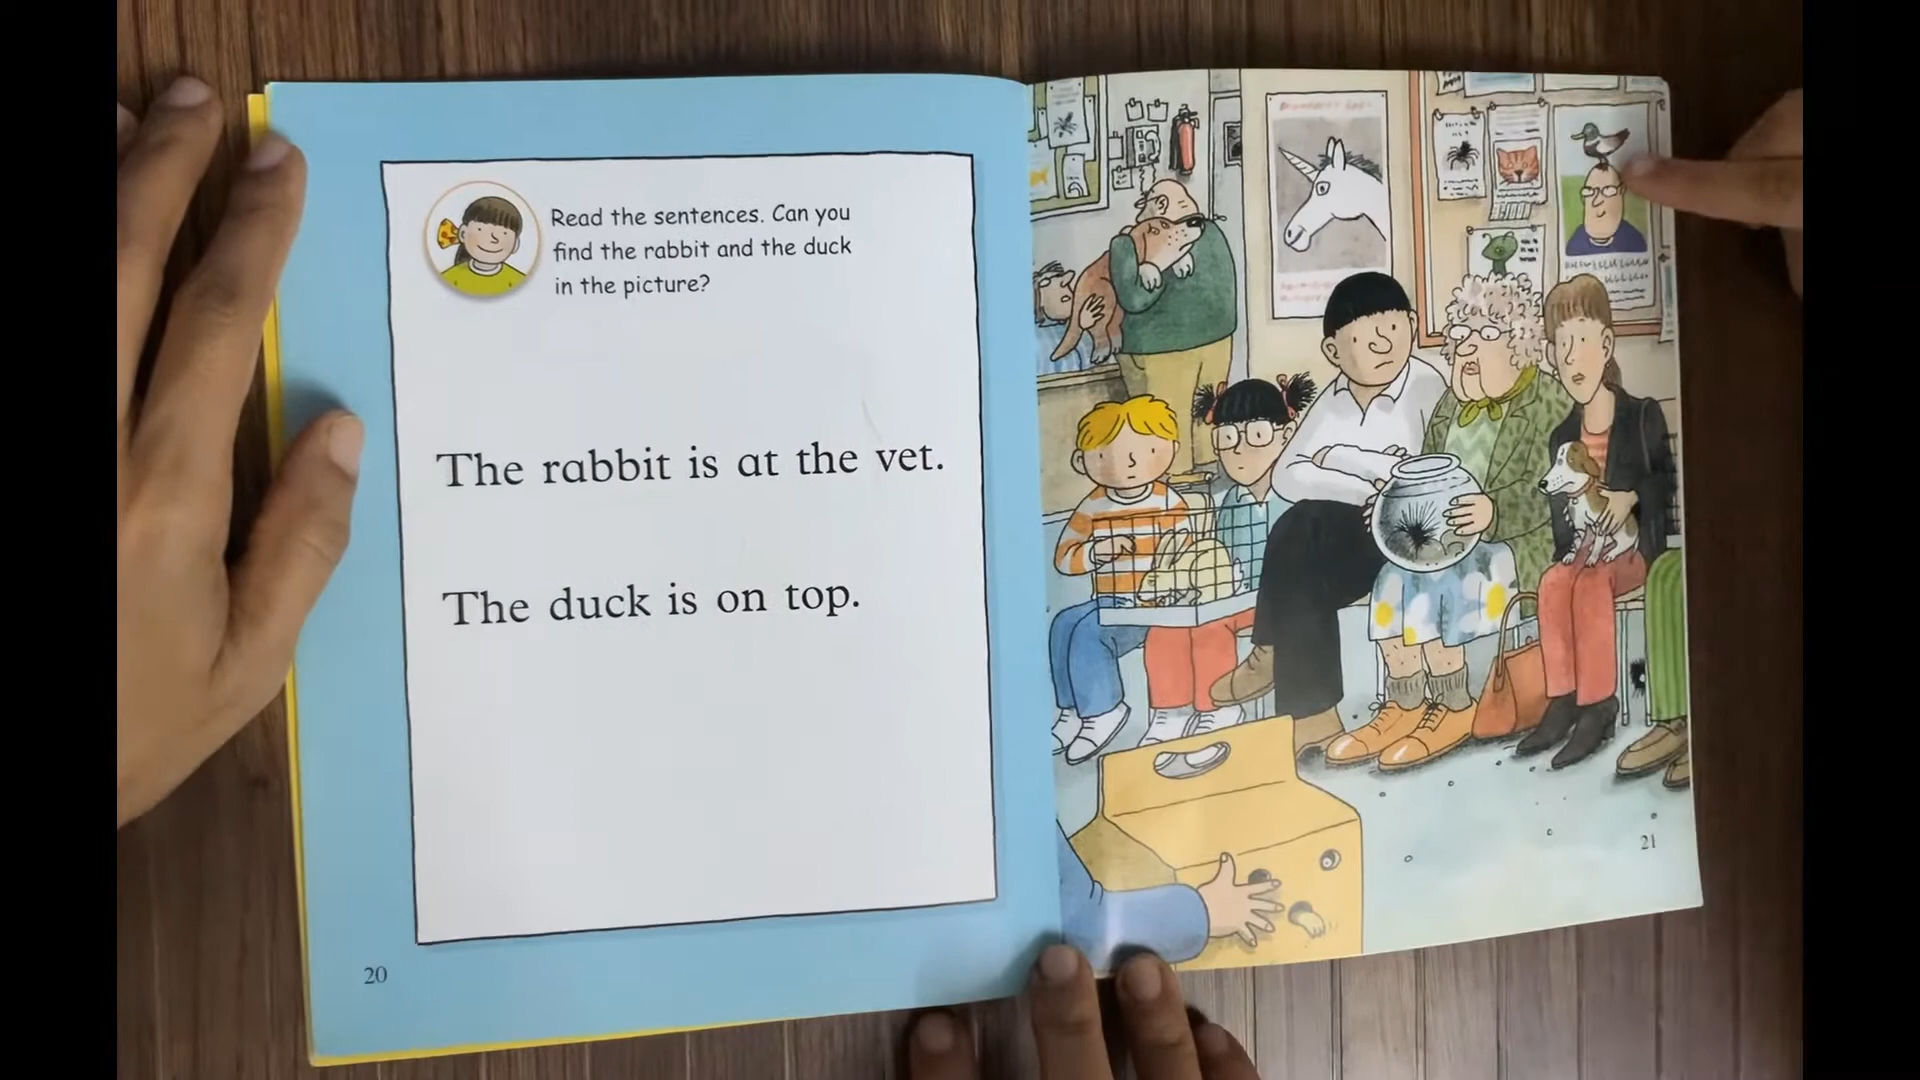 Read the sentences. Can you
find the rabbit and the duck
in the picture?
The rabbit is at the vet.
The duck is on top.
20
21